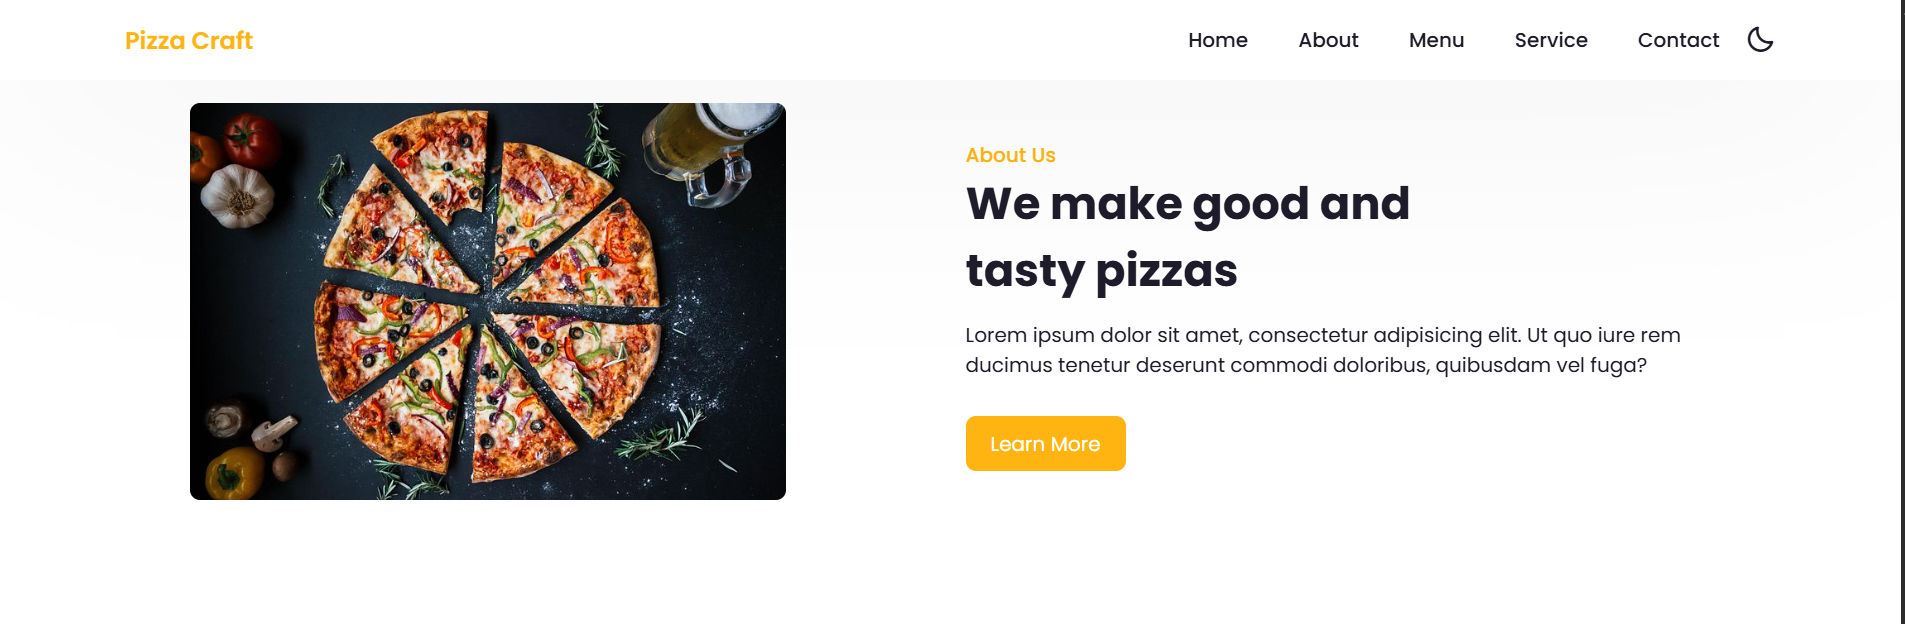 Pizza Craft
Home About Menu Service Contact
About Us
We make good and
tasty pizzas
Lorem ipsum dolor sit amet, consectetur adipisicing elit. Ut quo iure rem
ducimus tenetur deserunt commodi doloribus, quibusdam vel fuga?
Learn More